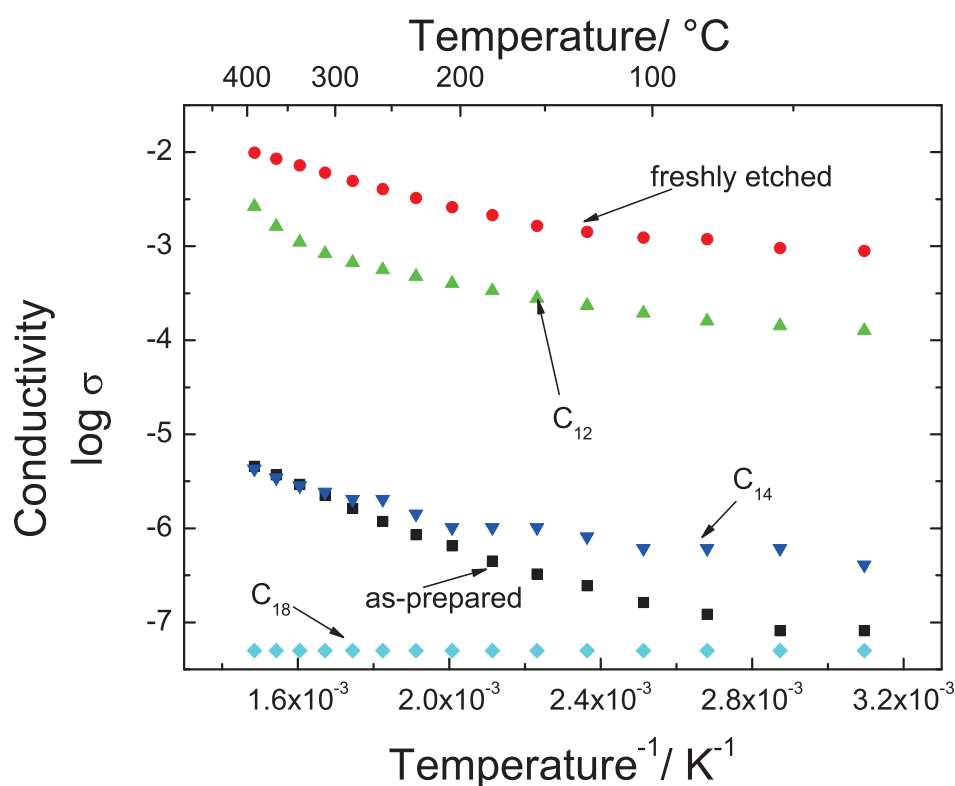 Temperature/ °C
400 300 200 100
-2
freshly etched
-3
-4
C₁₂
-5
C₁₄
-6
as-prepared
C₁₈
-7
Conductivity
log σ
1.6x10⁻³ 2.0x10⁻³ 2.4x10⁻³ 2.8x10⁻³ 3.2x10⁻³
Temperature⁻¹/ K⁻¹